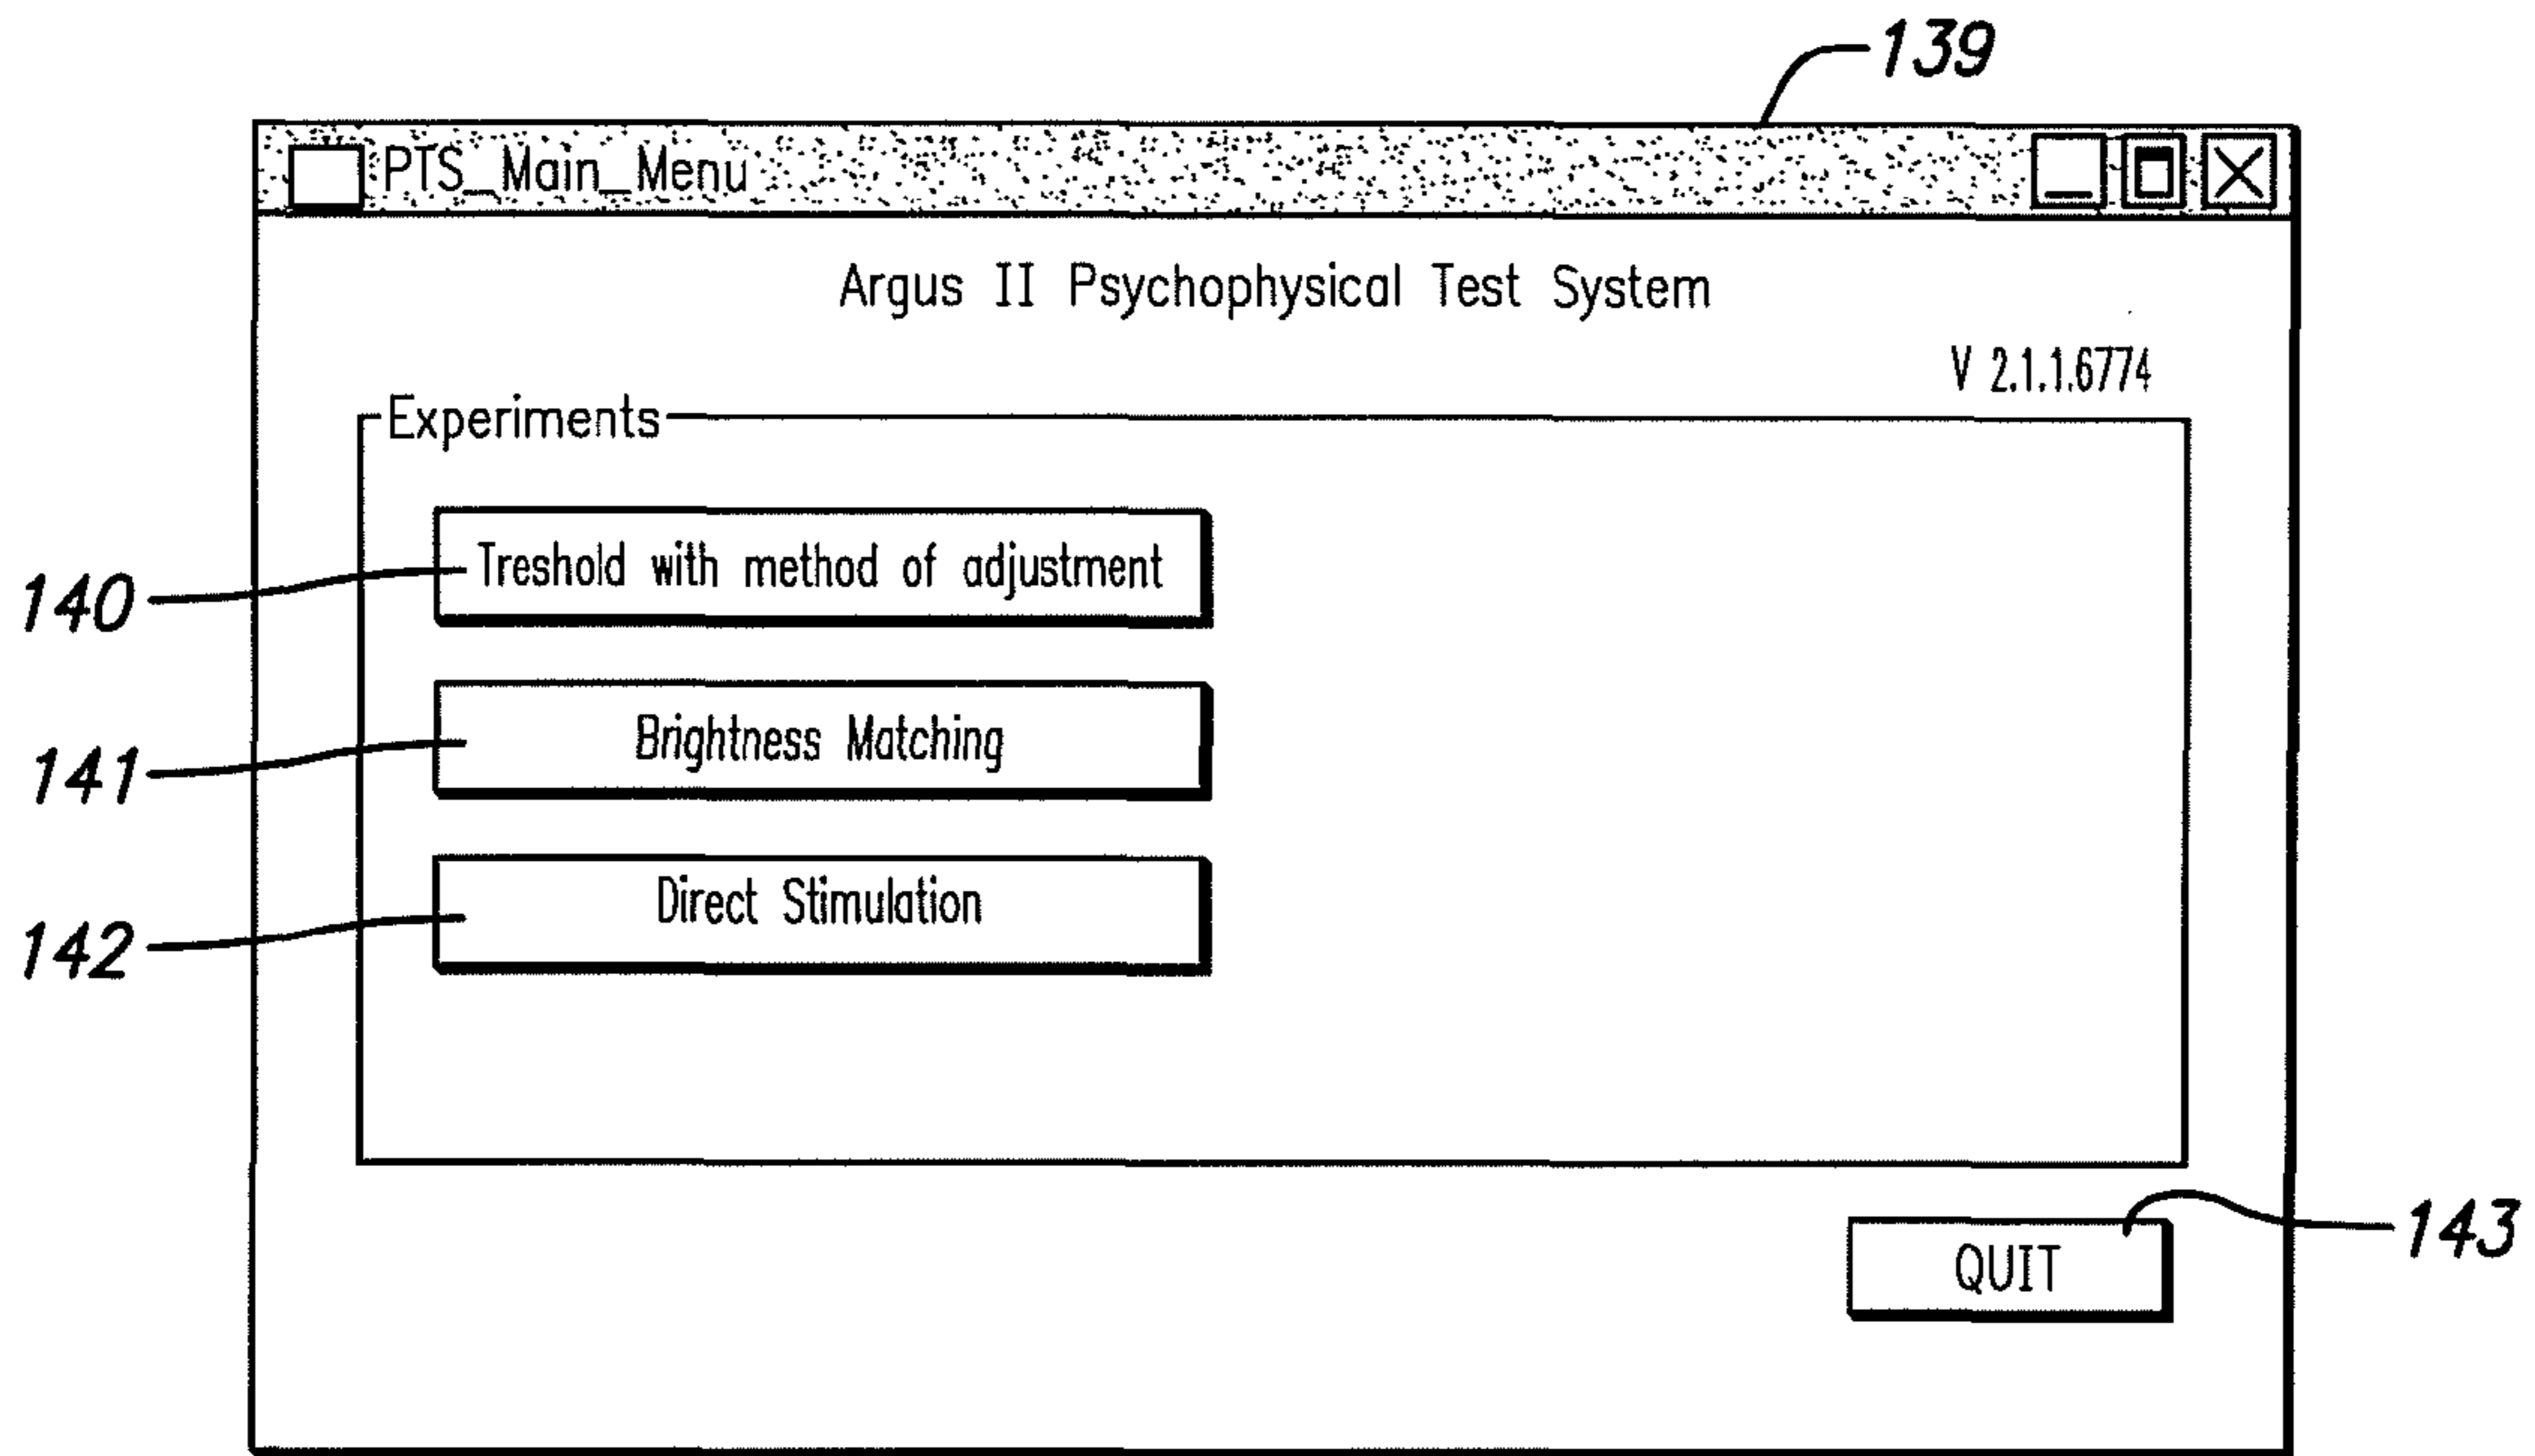 139
PTS_Main_Menu
Argus II Psychophysical Test System
V 2.1.1.6774
Experiments
140
Treshold with method of adjustment
141
Brightness Matching
142
Direct Stimulation
143
QUIT